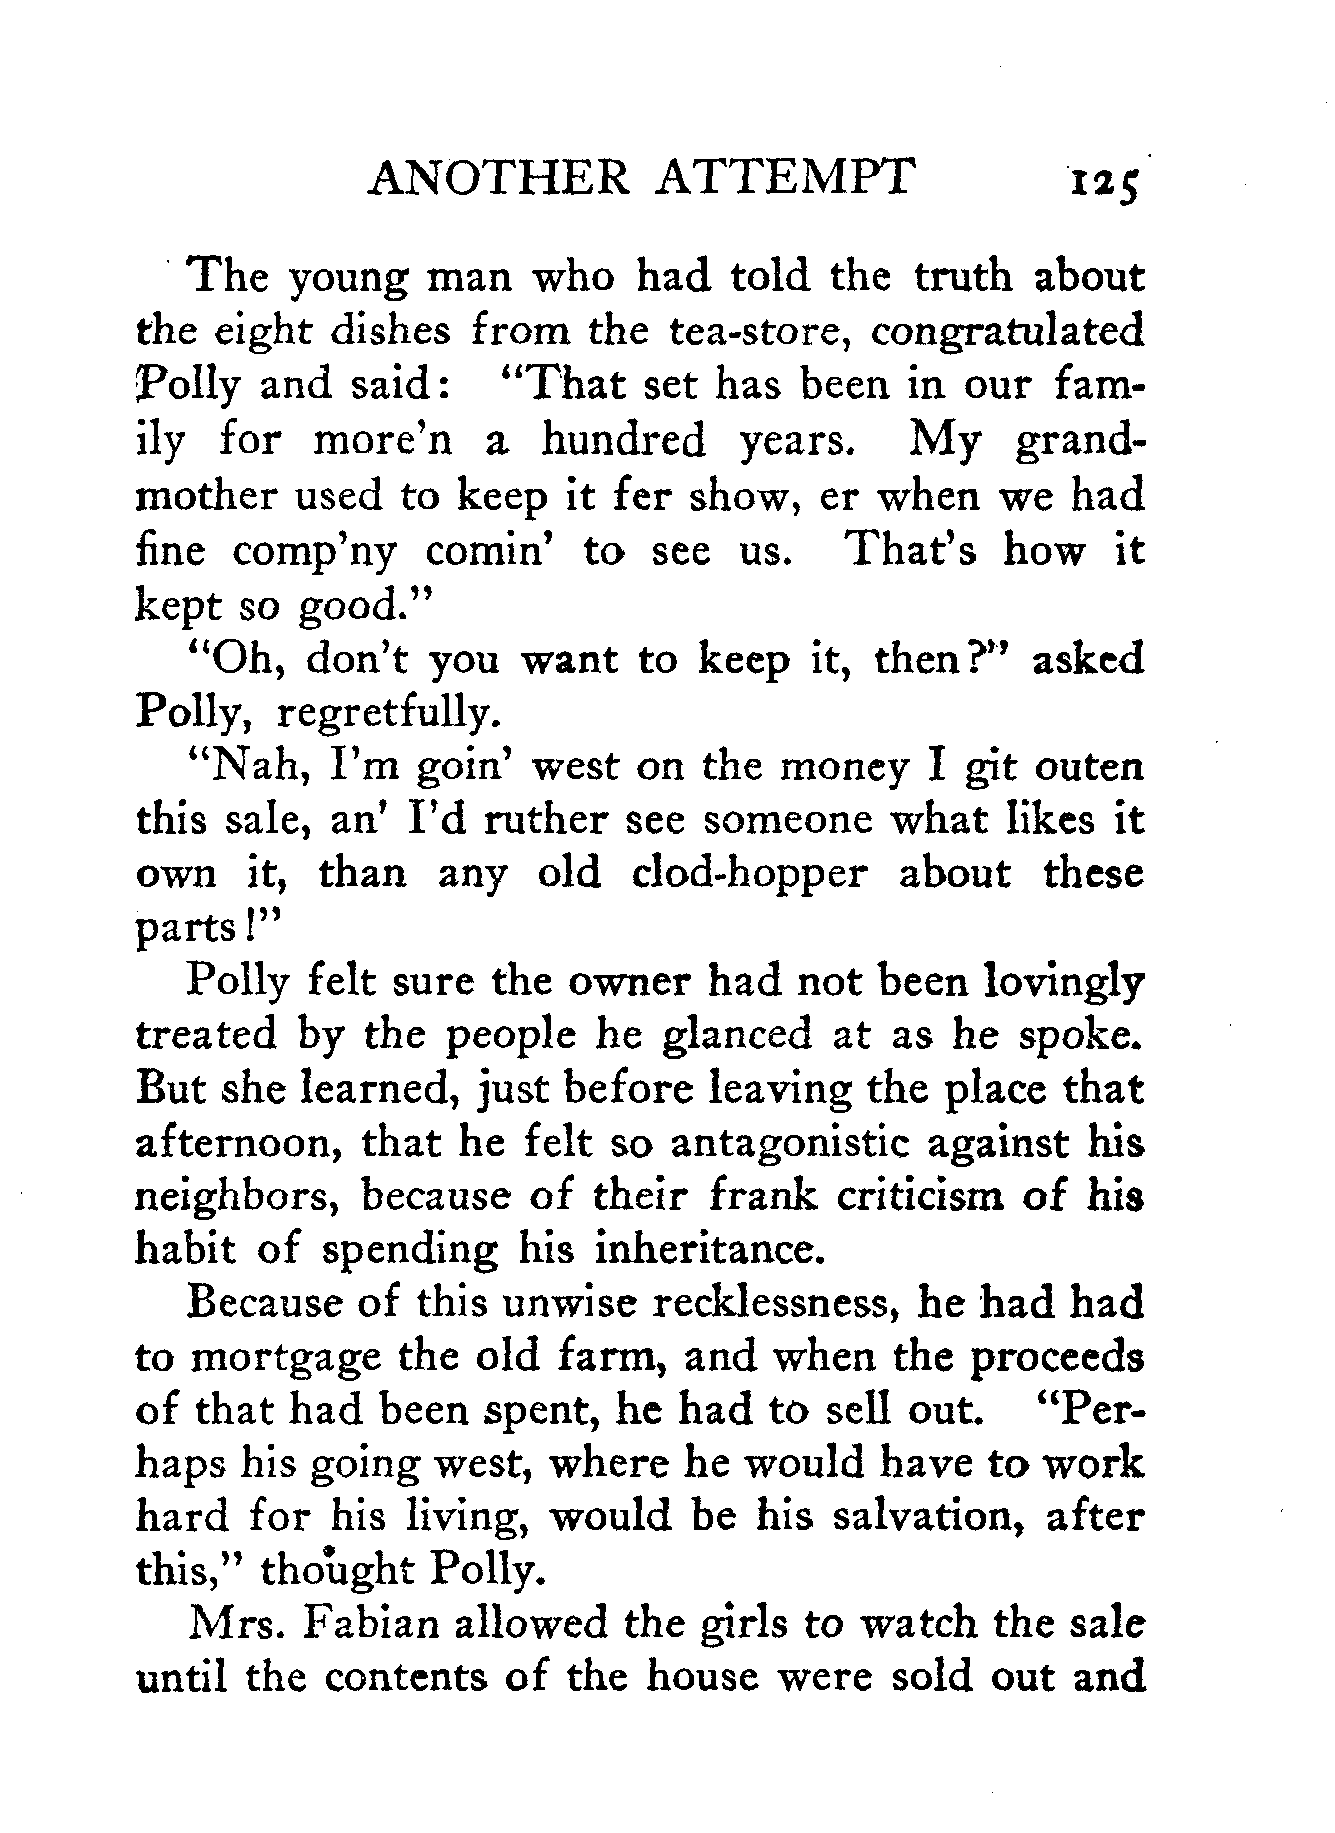 ANOTHER ATTEMPT 125
The young man who had told the truth about
the eight dishes from the tea-store, congratulated
Polly and said: "That set has been in our fam-
ily for more'n a hundred years. My grand-
mother used to keep it fer show, er when we had
fine comp'ny comin' to see us. That's how it
kept so good."
"Oh, don't you want to keep it, then?" asked
Polly, regretfully.
"Nah, I'm goin' west on the money I git outen
this sale, an' I'd ruther see someone what likes it
own it, than any old clod-hopper about these
parts!"
Polly felt sure the owner had not been lovingly
treated by the people he glanced at as he spoke.
But she learned, just before leaving the place that
afternoon, that he felt so antagonistic against his
neighbors, because of their frank criticism of his
habit of spending his inheritance.
Because of this unwise recklessness, he had had
to mortgage the old farm, and when the proceeds
of that had been spent, he had to sell out. "Per-
haps his going west, where he would have to work
hard for his living, would be his salvation, after
this," thought Polly.
Mrs. Fabian allowed the girls to watch the sale
until the contents of the house were sold out and